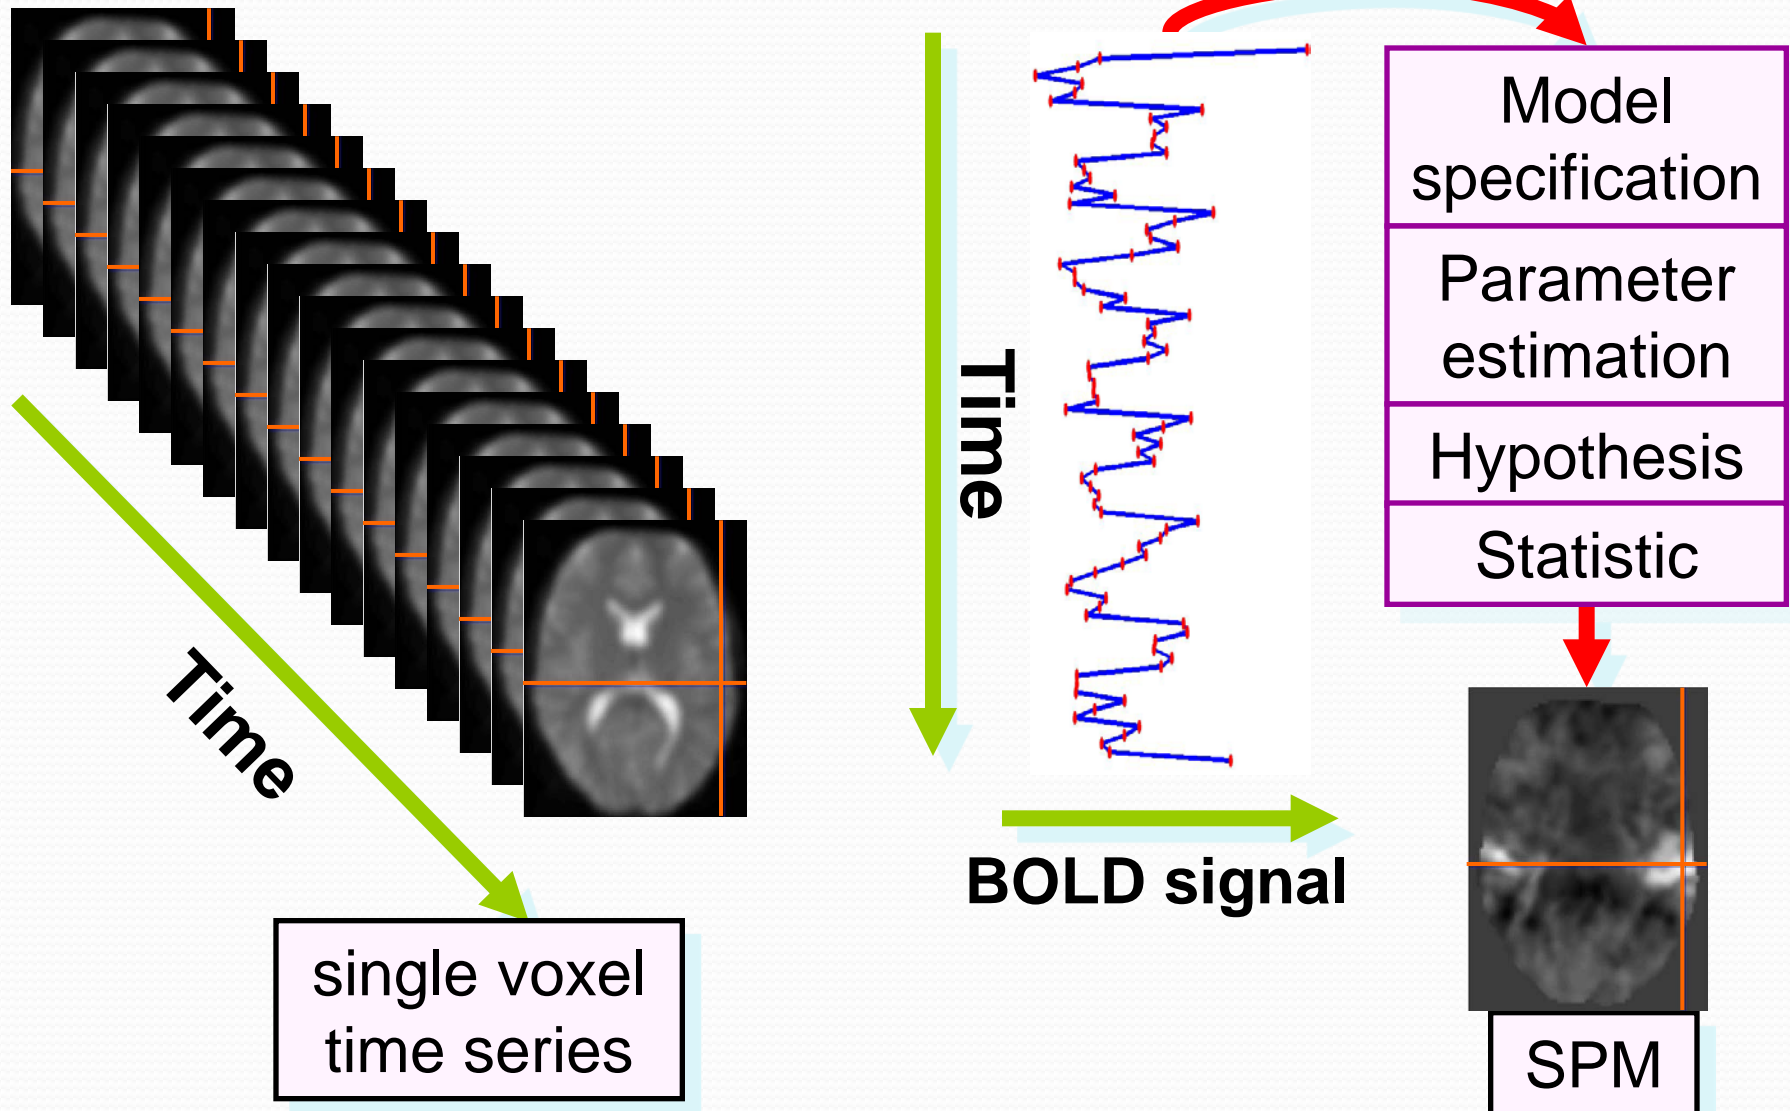 Time
single voxel
time series
Time
BOLD signal
Model
specification
Parameter
estimation
Hypothesis
Statistic
SPM